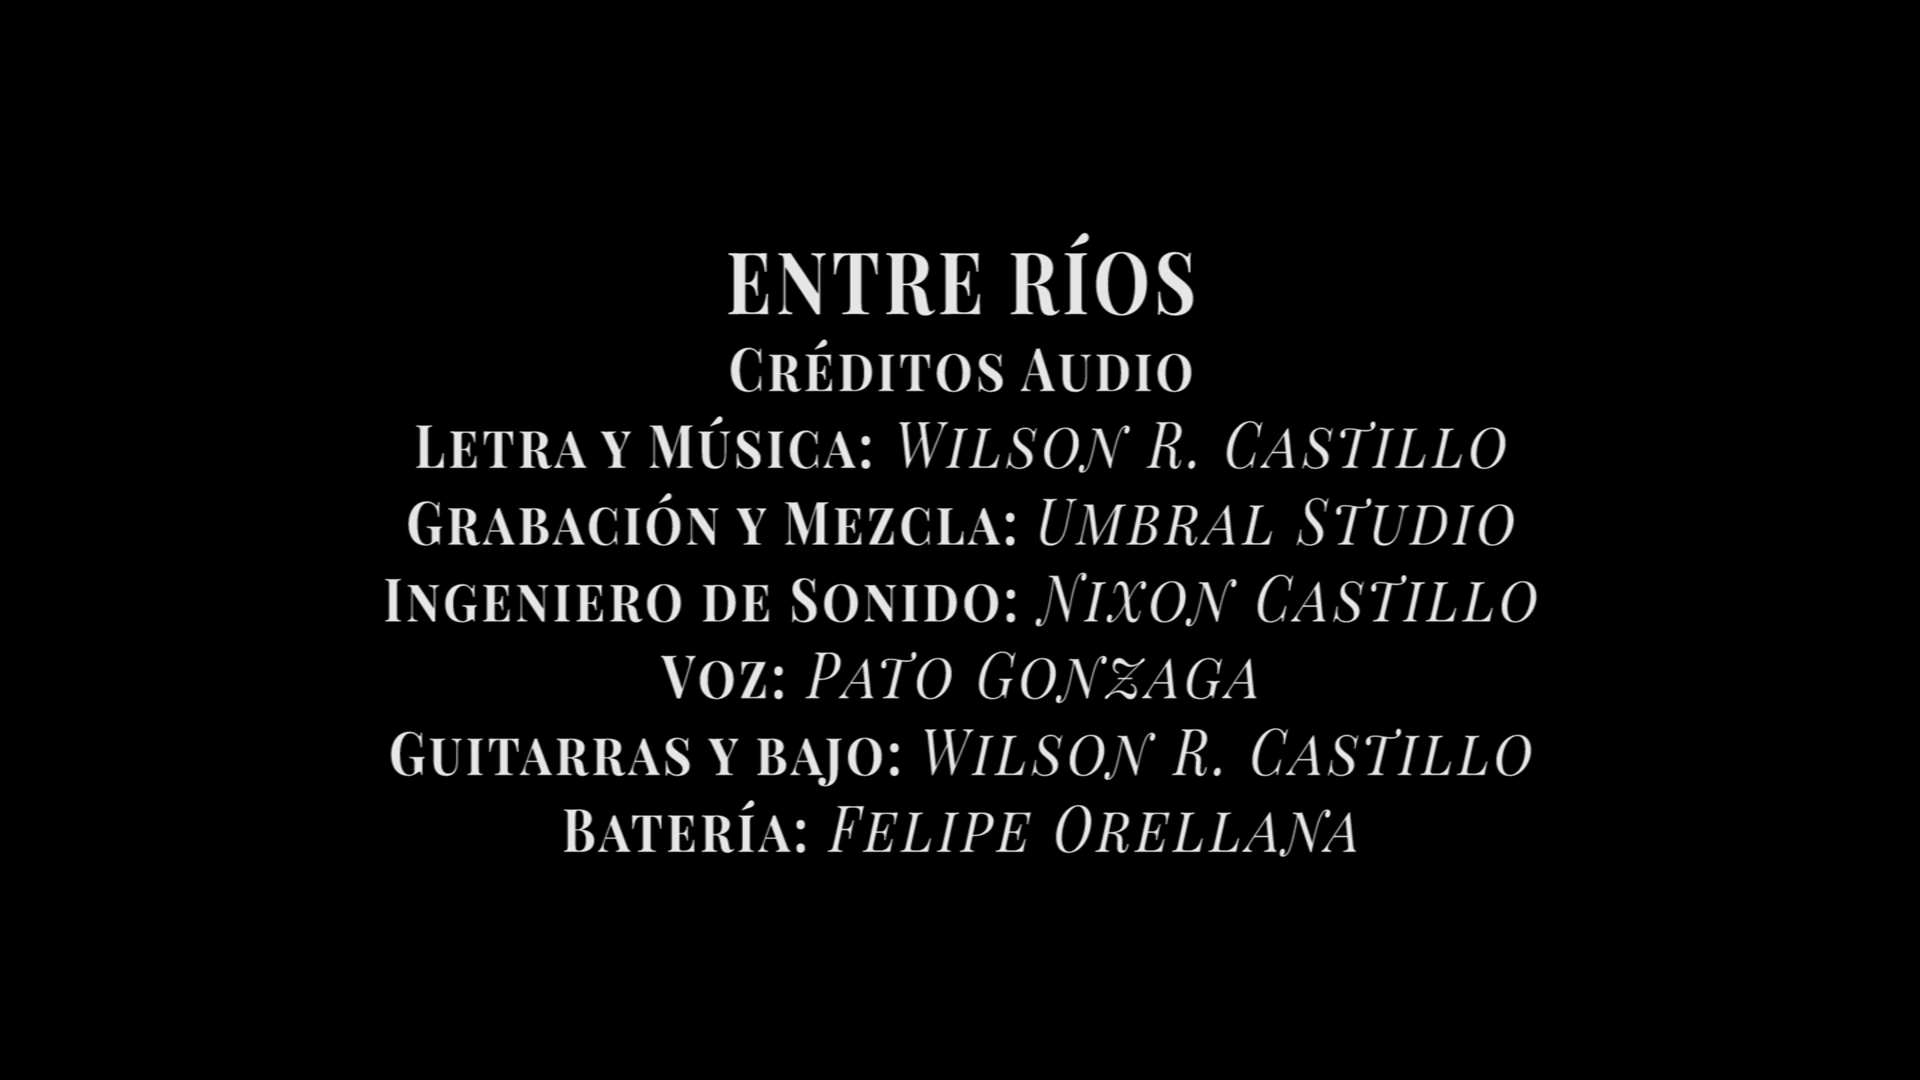 ENTRE RÍOS
Créditos Audio
Letra y Música: Wilson R. Castillo
Grabación y Mezcla: Umbral Studio
Ingeniero de Sonido: Nixon Castillo
Voz: Pato Gonzaga
Guitarras y bajo: Wilson R. Castillo
Batería: Felipe Orellana